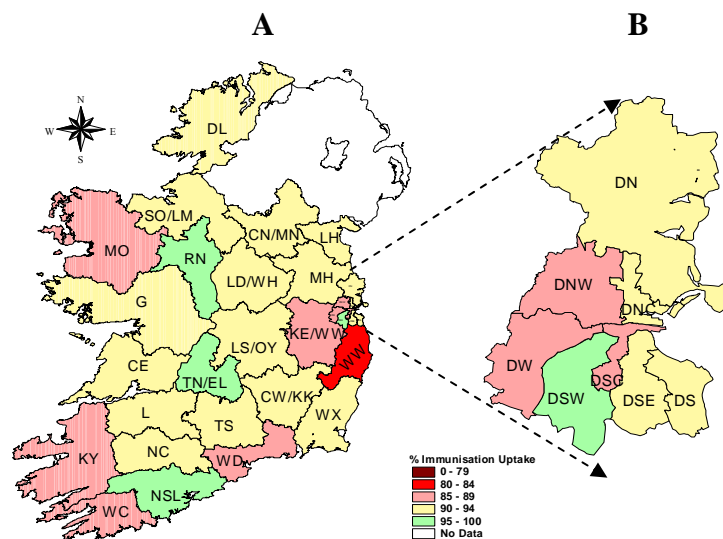 A
B
N
W E
S
DL
SO/LM
CN/MN
LH
MO
RN
MH
LD/WH
G
KE/WW
LS/OY
WW
CE
TN/EL
CW/KK
L
TS
WX
KY
NC
WD
NSL
WC
DN
DNW
DNC
DW
DSC
DSW
DSE
DS
% Immunisation Uptake
0 - 79
80 - 84
85 - 89
90 - 94
95 - 100
No Data